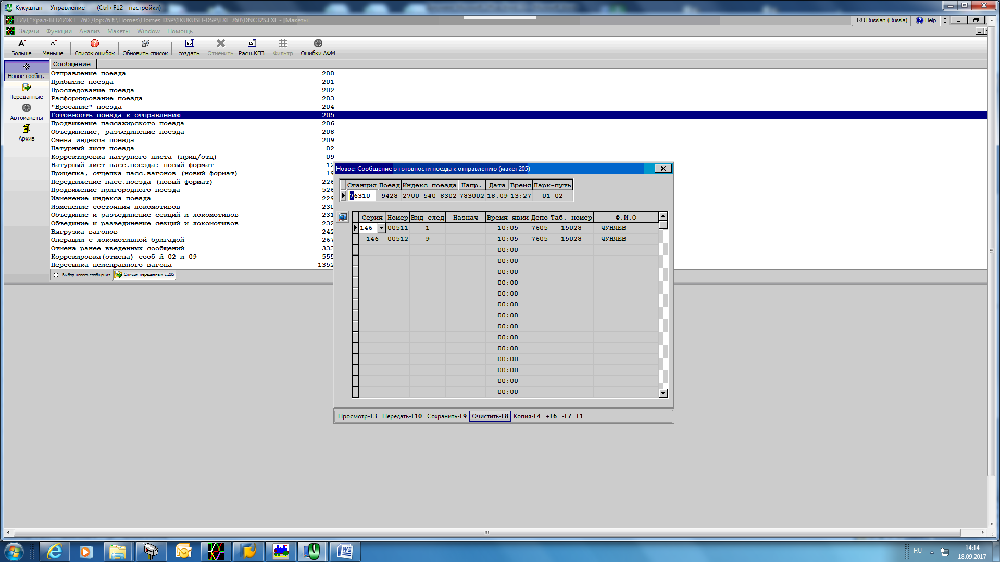 Кукуштан - Управление (Ctrl+F12 - настройки)
ГИД "Урал-ВНИИЖТ" 760 Дор:76 f:\Homes\Homes_DSP\1KUKUSH-DSP\EXE_760\DNC32S.EXE - [Макеты]
RU Russian (Russia) Help
Задачи Функции Анализ Макеты Window Помощь
Больше Меньше Список ошибок Обновить список создать Отменить Расш.КПЗ Фильтр Ошибки АФМ
Новое сообщ.
Переданные
Автомакеты
Архив
Сообщение
Отправление поезда 200
Прибытие поезда 201
Проследование поезда 202
Расформирование поезда 203
"Бросание" поезда 204
Готовность поезда к отправлению 205
Продвижение пассажирского поезда 206
Объединение, разъединение поезда 208
Смена индекса поезда 209
Натурный лист поезда 02
Корректировка натурного листа (приц/отц) 09
Натурный лист пасс.поезда: новый формат 12
Прицепка, отцепка пасс.вагонов (новый формат) 19
Передвижение пасс.поезда (новый формат) 226
Продвижение пригородного поезда 526
Изменение индекса поезда 229
Изменение состояния локомотивов 230
Объединие и разъединение секций и локомотивов 231
Объединие и разъединение секций и локомотивов 232
Выгрузка вагонов 242
Операции с локомотивной бригадой 267
Отмена ранее введенных сообщений 333
Коррекировка(отмена) сооб-й 02 и 09 555
Пересылка неисправного вагона 1352
Выбор нового сообщения Список переданных с.205
Новое: Сообщение о готовности поезда к отправлению (макет 205)
Станция Поезд Индекс поезда Напр. Дата Время Парк-путь
76310 9428 2700 540 8302 783002 18.09 13:27 01-02
Серия Номер Вид след Назнач Время явки Депо Таб. номер Ф.И.О
146 00511 1 10:05 7605 15028 ЧУНЯЕВ
146 00512 9 10:05 7605 15028 ЧУНЯЕВ
00:00
00:00
00:00
00:00
00:00
00:00
00:00
00:00
00:00
00:00
00:00
00:00
00:00
00:00
Просмотр-F3 Передать-F10 Сохранить-F9 Очистить-F8 Копия-F4 +F6 -F7 F1
RU
14:14
18.09.2017